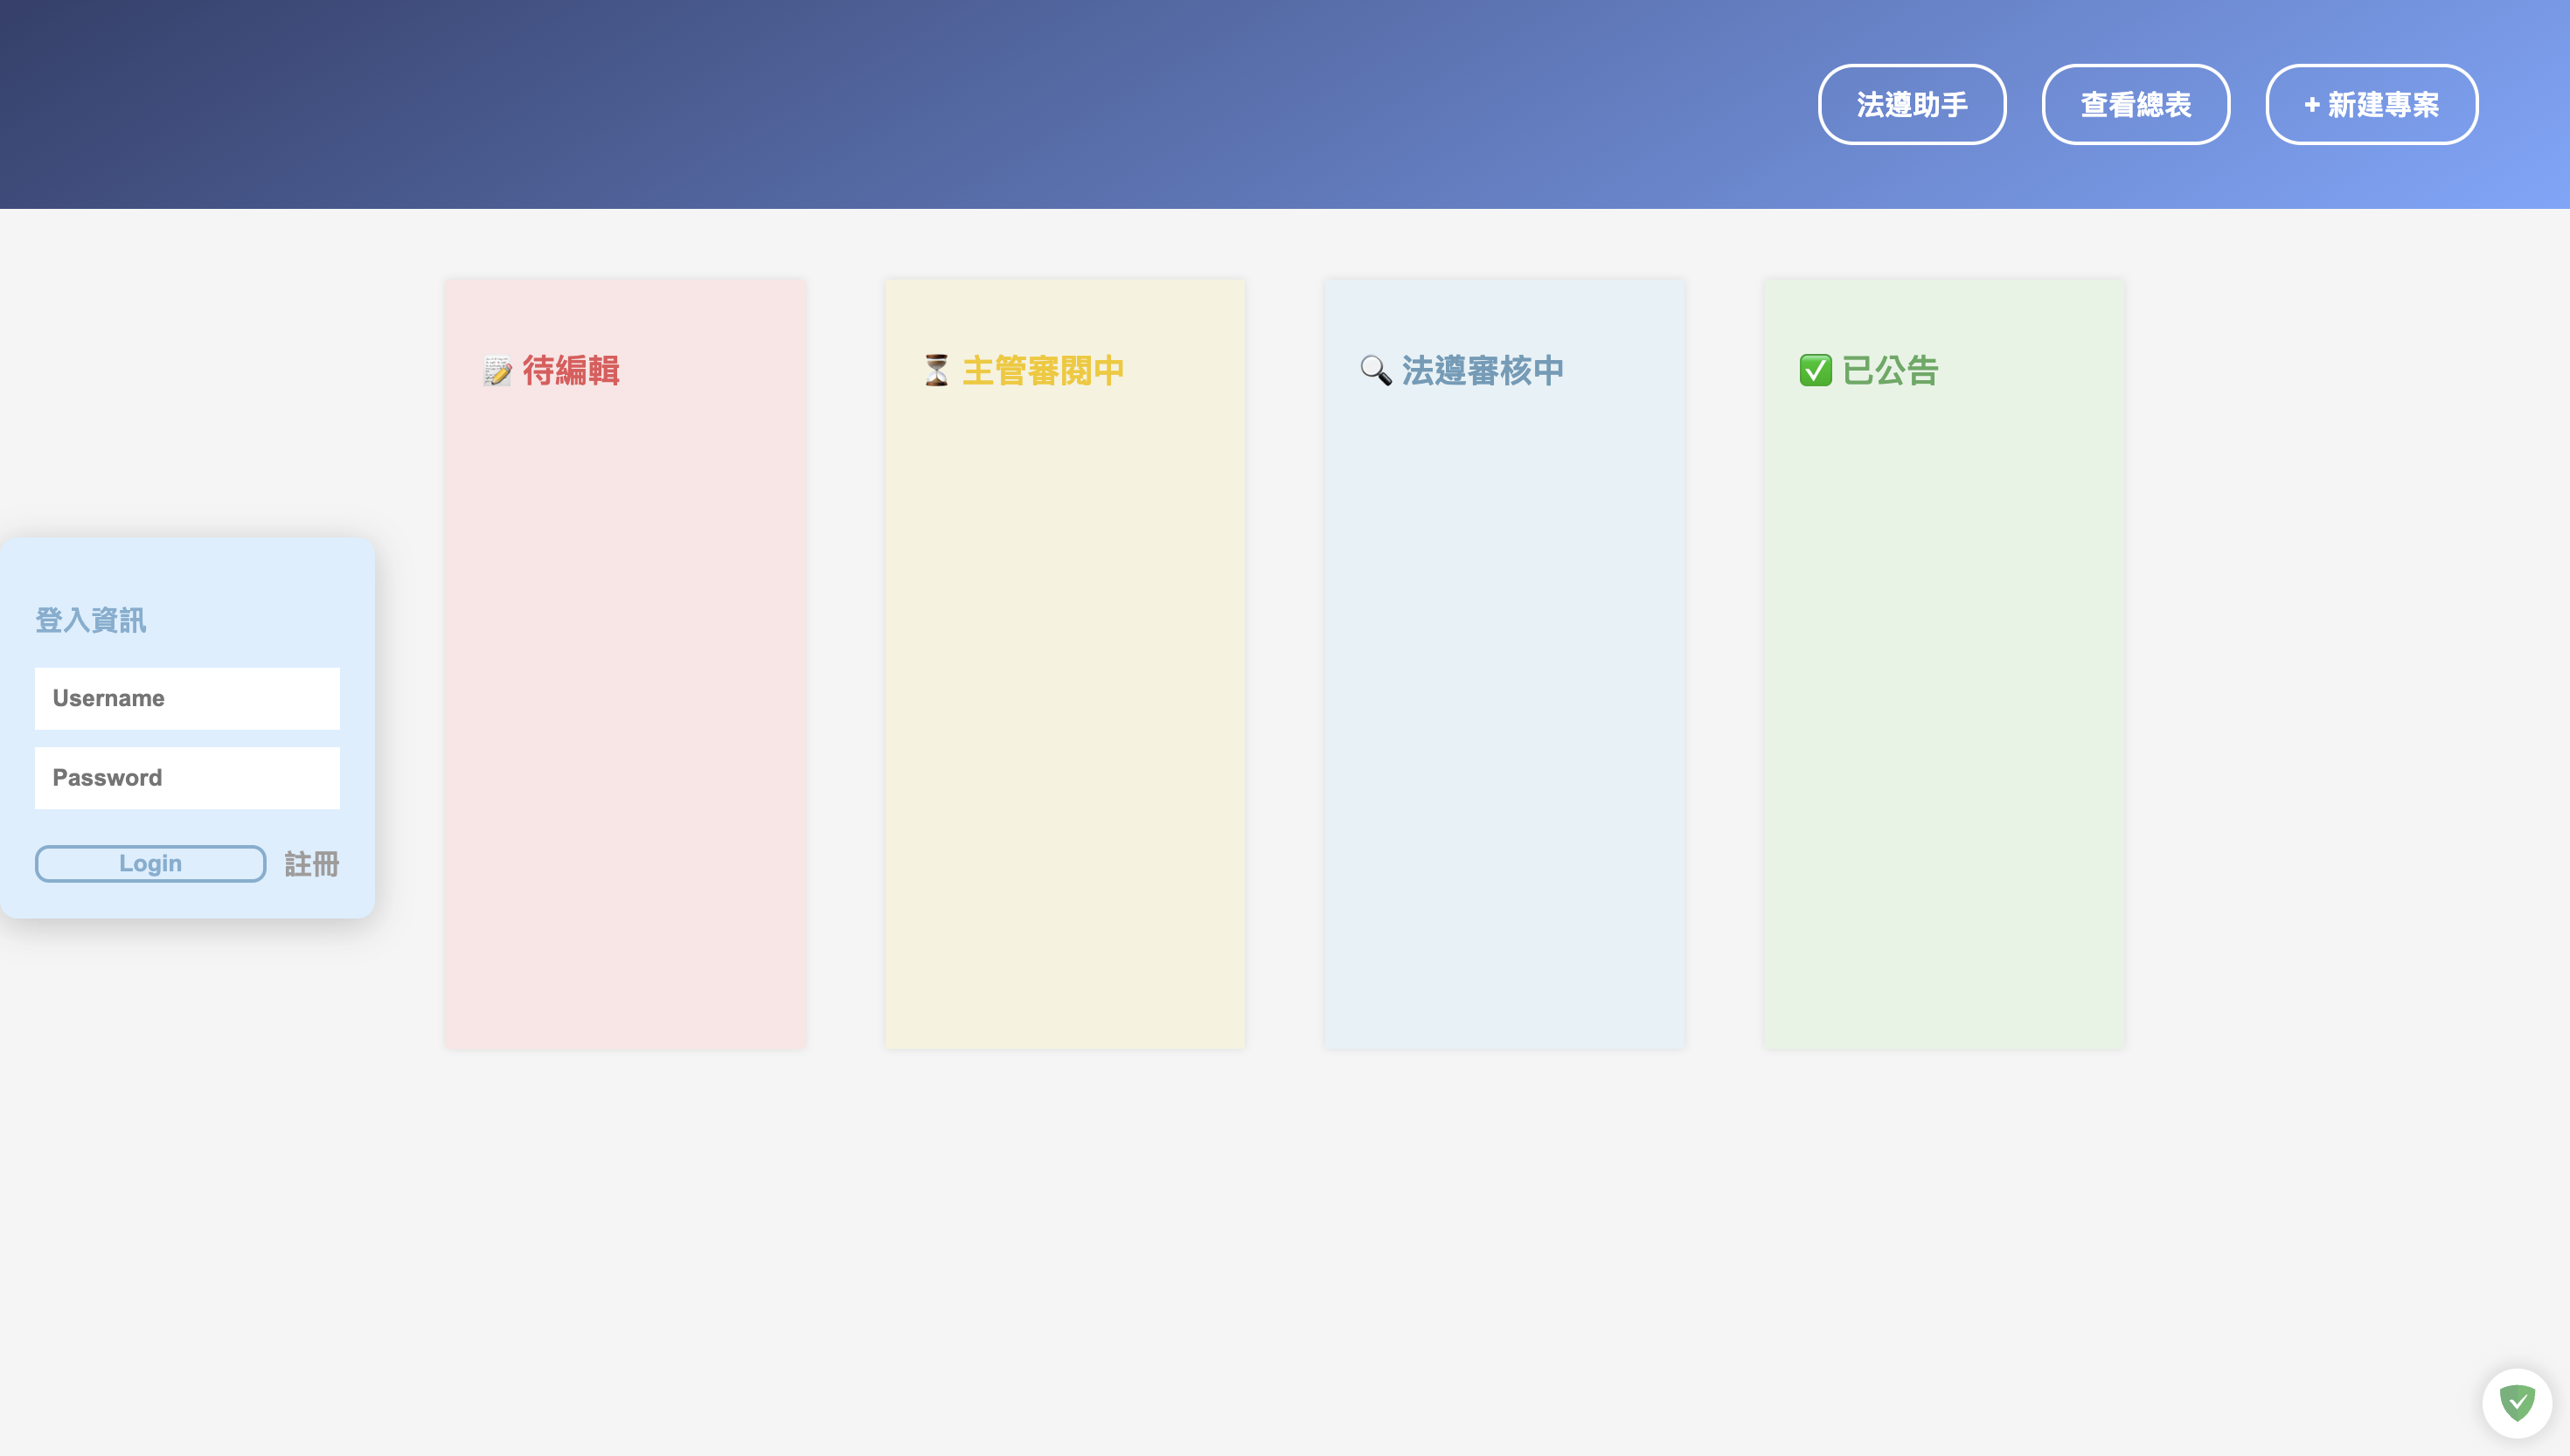 法遵助手
查看總表
+ 新建專案
📝 待編輯
⏳ 主管審閱中
🔍 法遵審核中
✅ 已公告
登入資訊
Username
Password
Login 註冊